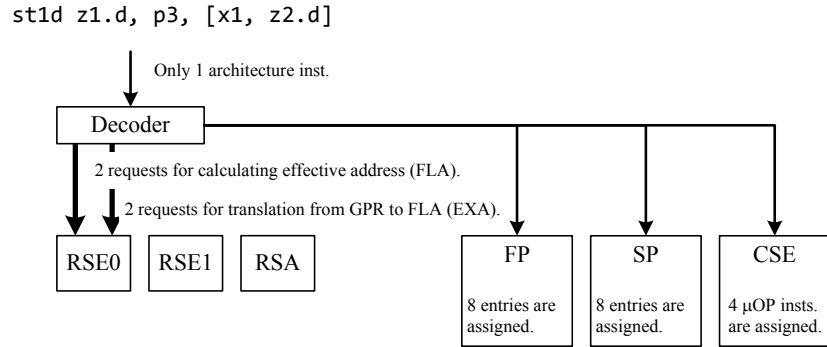 st1d z1.d, p3, [x1, z2.d]
Only 1 architecture inst.
Decoder
2 requests for calculating effective address (FLA).
2 requests for translation from GPR to FLA (EXA).
RSE0
RSE1
RSA
FP
8 entries are
assigned.
SP
8 entries are
assigned.
CSE
4 μOP insts.
are assigned.